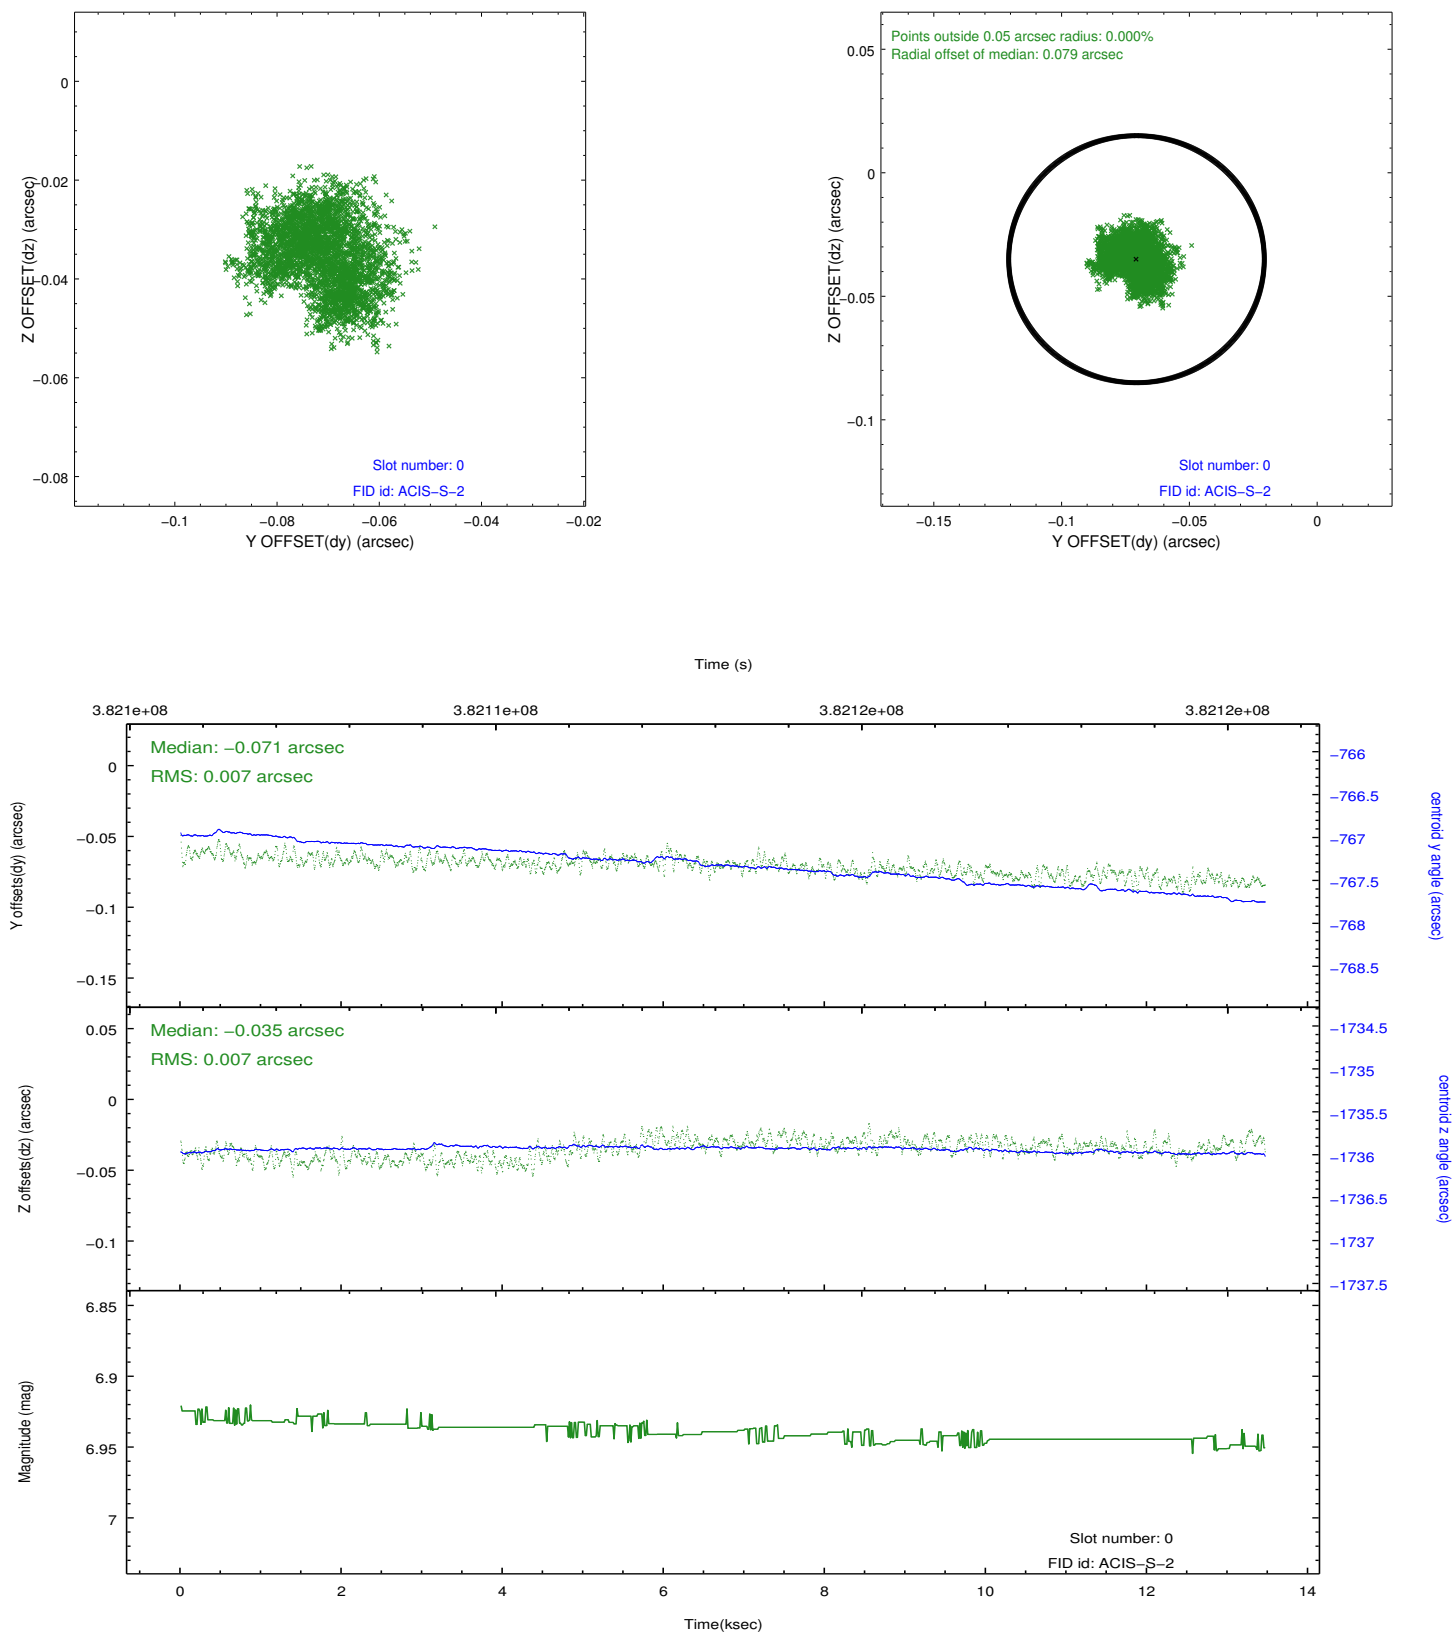 0
−0.02
−0.04
−0.06
−0.08
Z OFFSET(dz) (arcsec)
Slot number: 0
FID id: ACIS−S−2
−0.1
−0.08
−0.06
−0.04
−0.02
Y OFFSET(dy) (arcsec)
Points outside 0.05 arcsec radius: 0.000%
Radial offset of median: 0.079 arcsec
0.05
0
−0.05
−0.1
Z OFFSET(dz) (arcsec)
Slot number: 0
FID id: ACIS−S−2
−0.15
−0.1
−0.05
0
Y OFFSET(dy) (arcsec)
Time (s)
3.821e+08
3.8211e+08
3.8212e+08
3.8212e+08
Median: −0.071 arcsec
RMS: 0.007 arcsec
0
−0.05
−0.1
−0.15
Y offsets(dy) (arcsec)
−766
−766.5
−767
−767.5
−768
−768.5
centroid y angle (arcsec)
Median: −0.035 arcsec
RMS: 0.007 arcsec
0.05
0
−0.05
−0.1
Z offsets(dz) (arcsec)
−1734.5
−1735
−1735.5
−1736
−1736.5
−1737
−1737.5
centroid z angle (arcsec)
6.85
6.9
6.95
7
Magnitude (mag)
Slot number: 0
FID id: ACIS−S−2
0
2
4
6
8
10
12
14
Time(ksec)